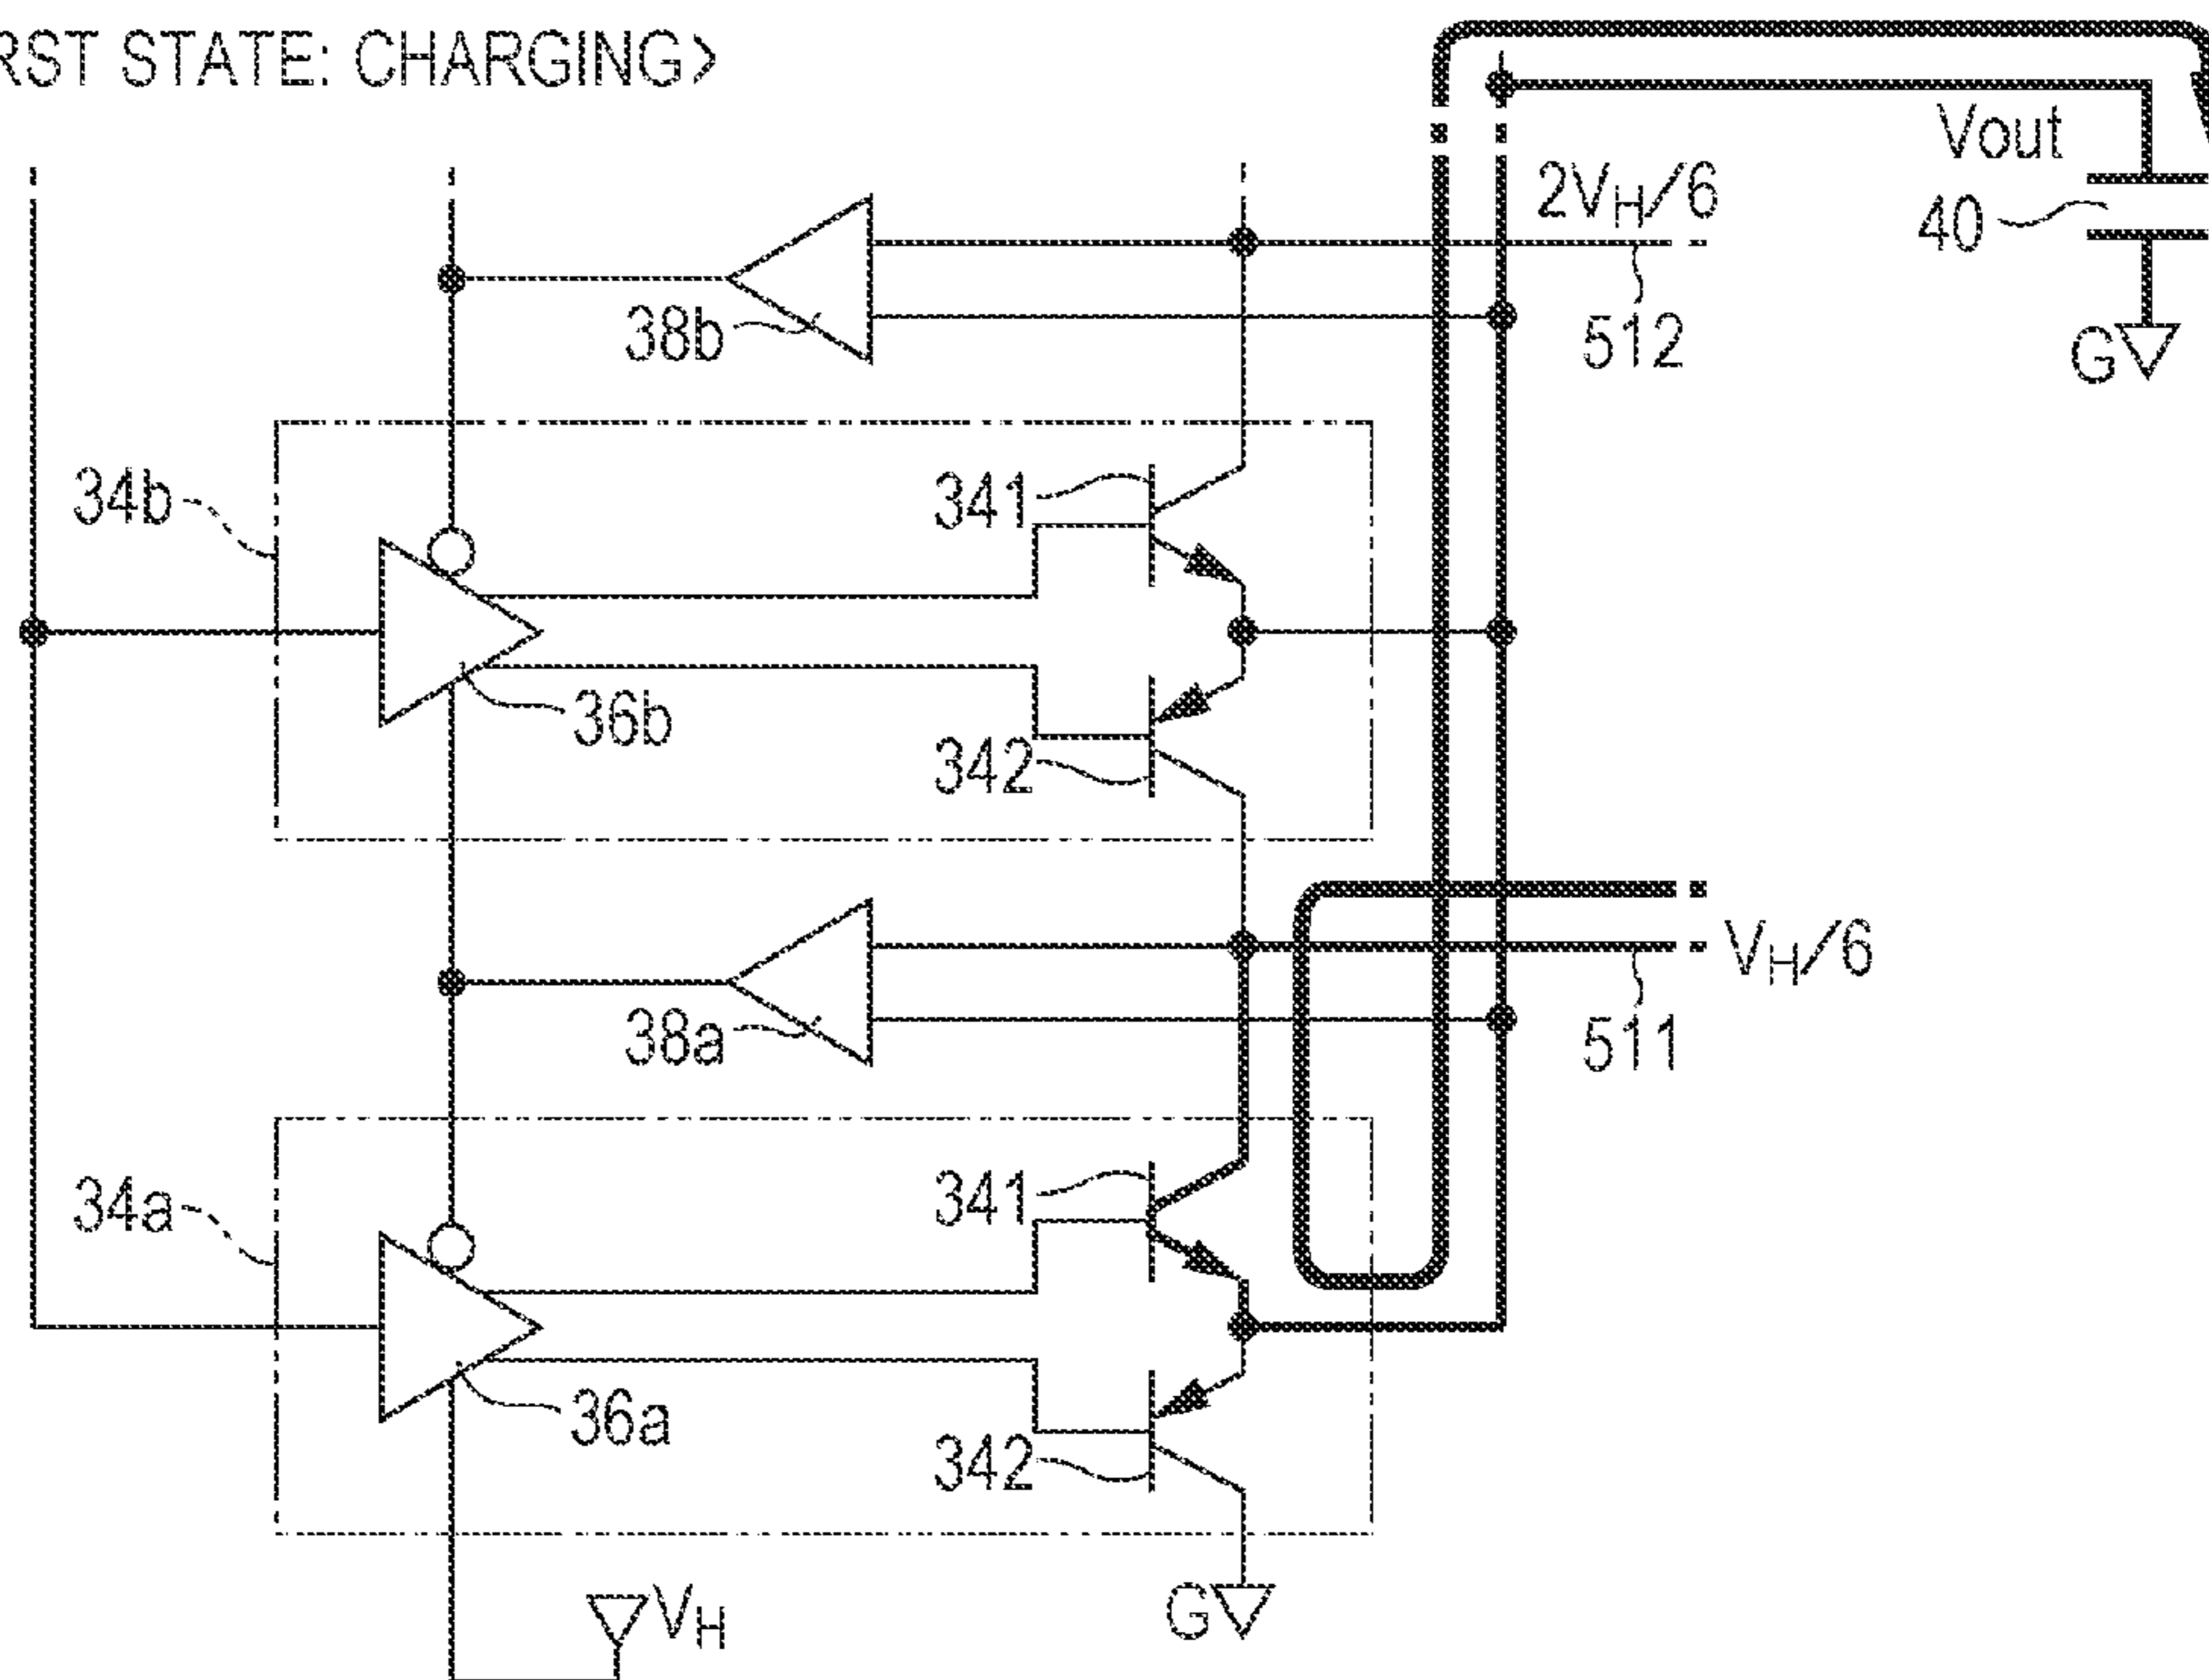 RST STATE: CHARGING>
Vout
2VH/6
40
38b
512
G
34b
341
36b
342
VH/6
38a
511
34a
341
36a
342
VH
G